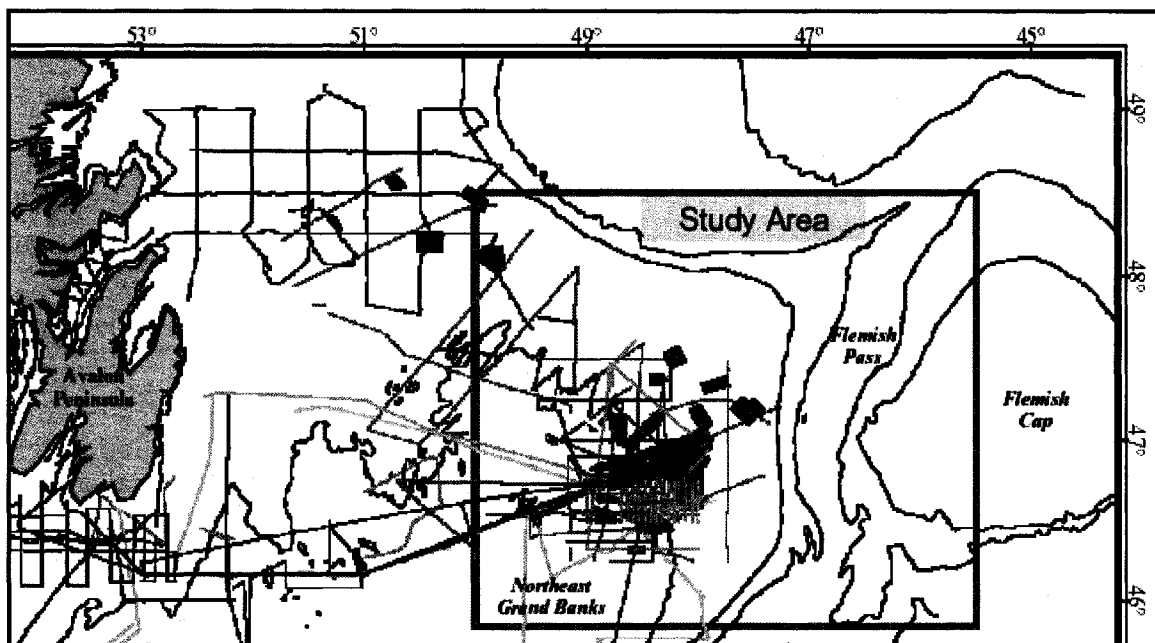 53° 51° 49° 47° 45°
49°
Study Area
48°
Flemish
Pass
Avalon
Peninsula
Flemish
Cap
47°
Northeast
Grand Banks
46°